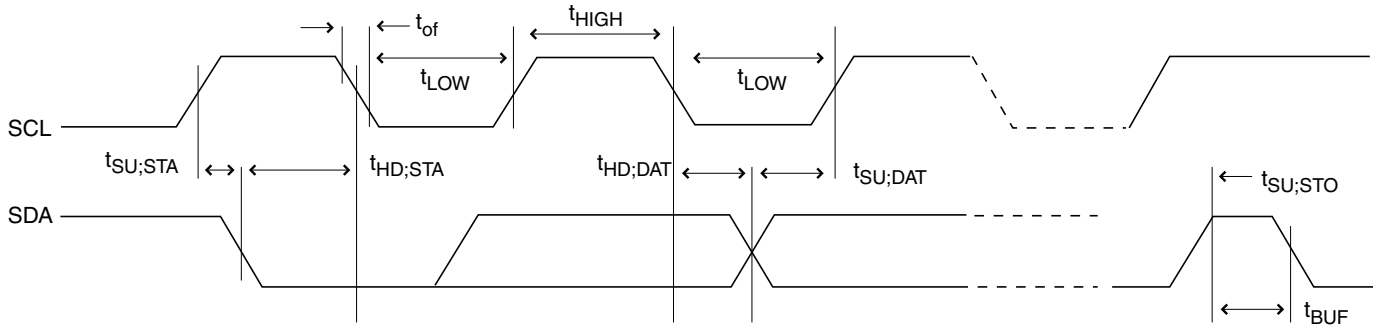 t_of
t_HIGH
t_LOW
t_LOW
SCL
t_SU;STA
t_HD;STA
t_HD;DAT
t_SU;DAT
t_SU;STO
SDA
t_BUF